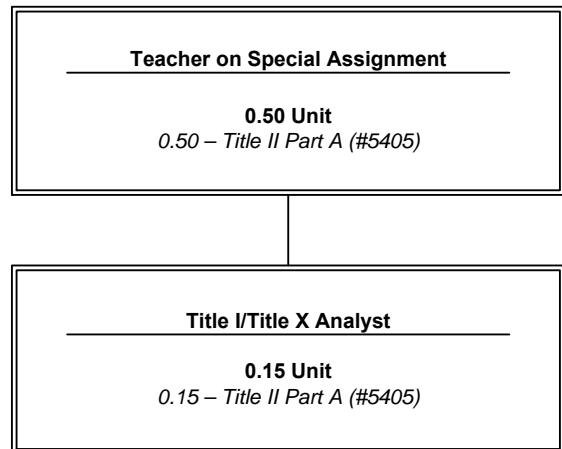 Teacher on Special Assignment
0.50 Unit
0.50 – Title II Part A (#5405)
Title I/Title X Analyst
0.15 Unit
0.15 – Title II Part A (#5405)